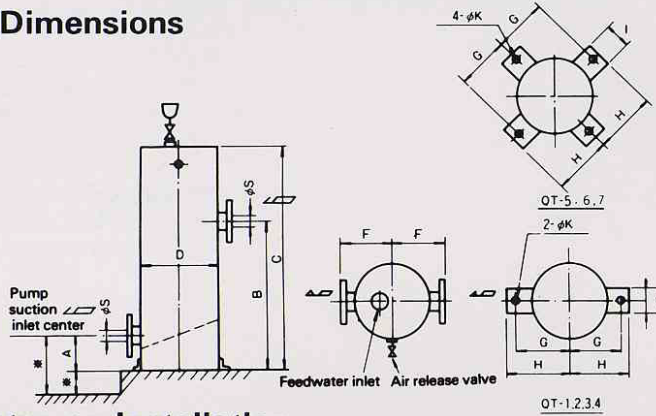 Dimensions
4-φK
G
G
I
H
H
QT-5.6.7
2-φK
φS
D
B
C
F
F
Pump
suction
inlet center
φS
A
※
※
G
G
H
H
Feedwater inlet
Air release valve
QT-1.2.3.4